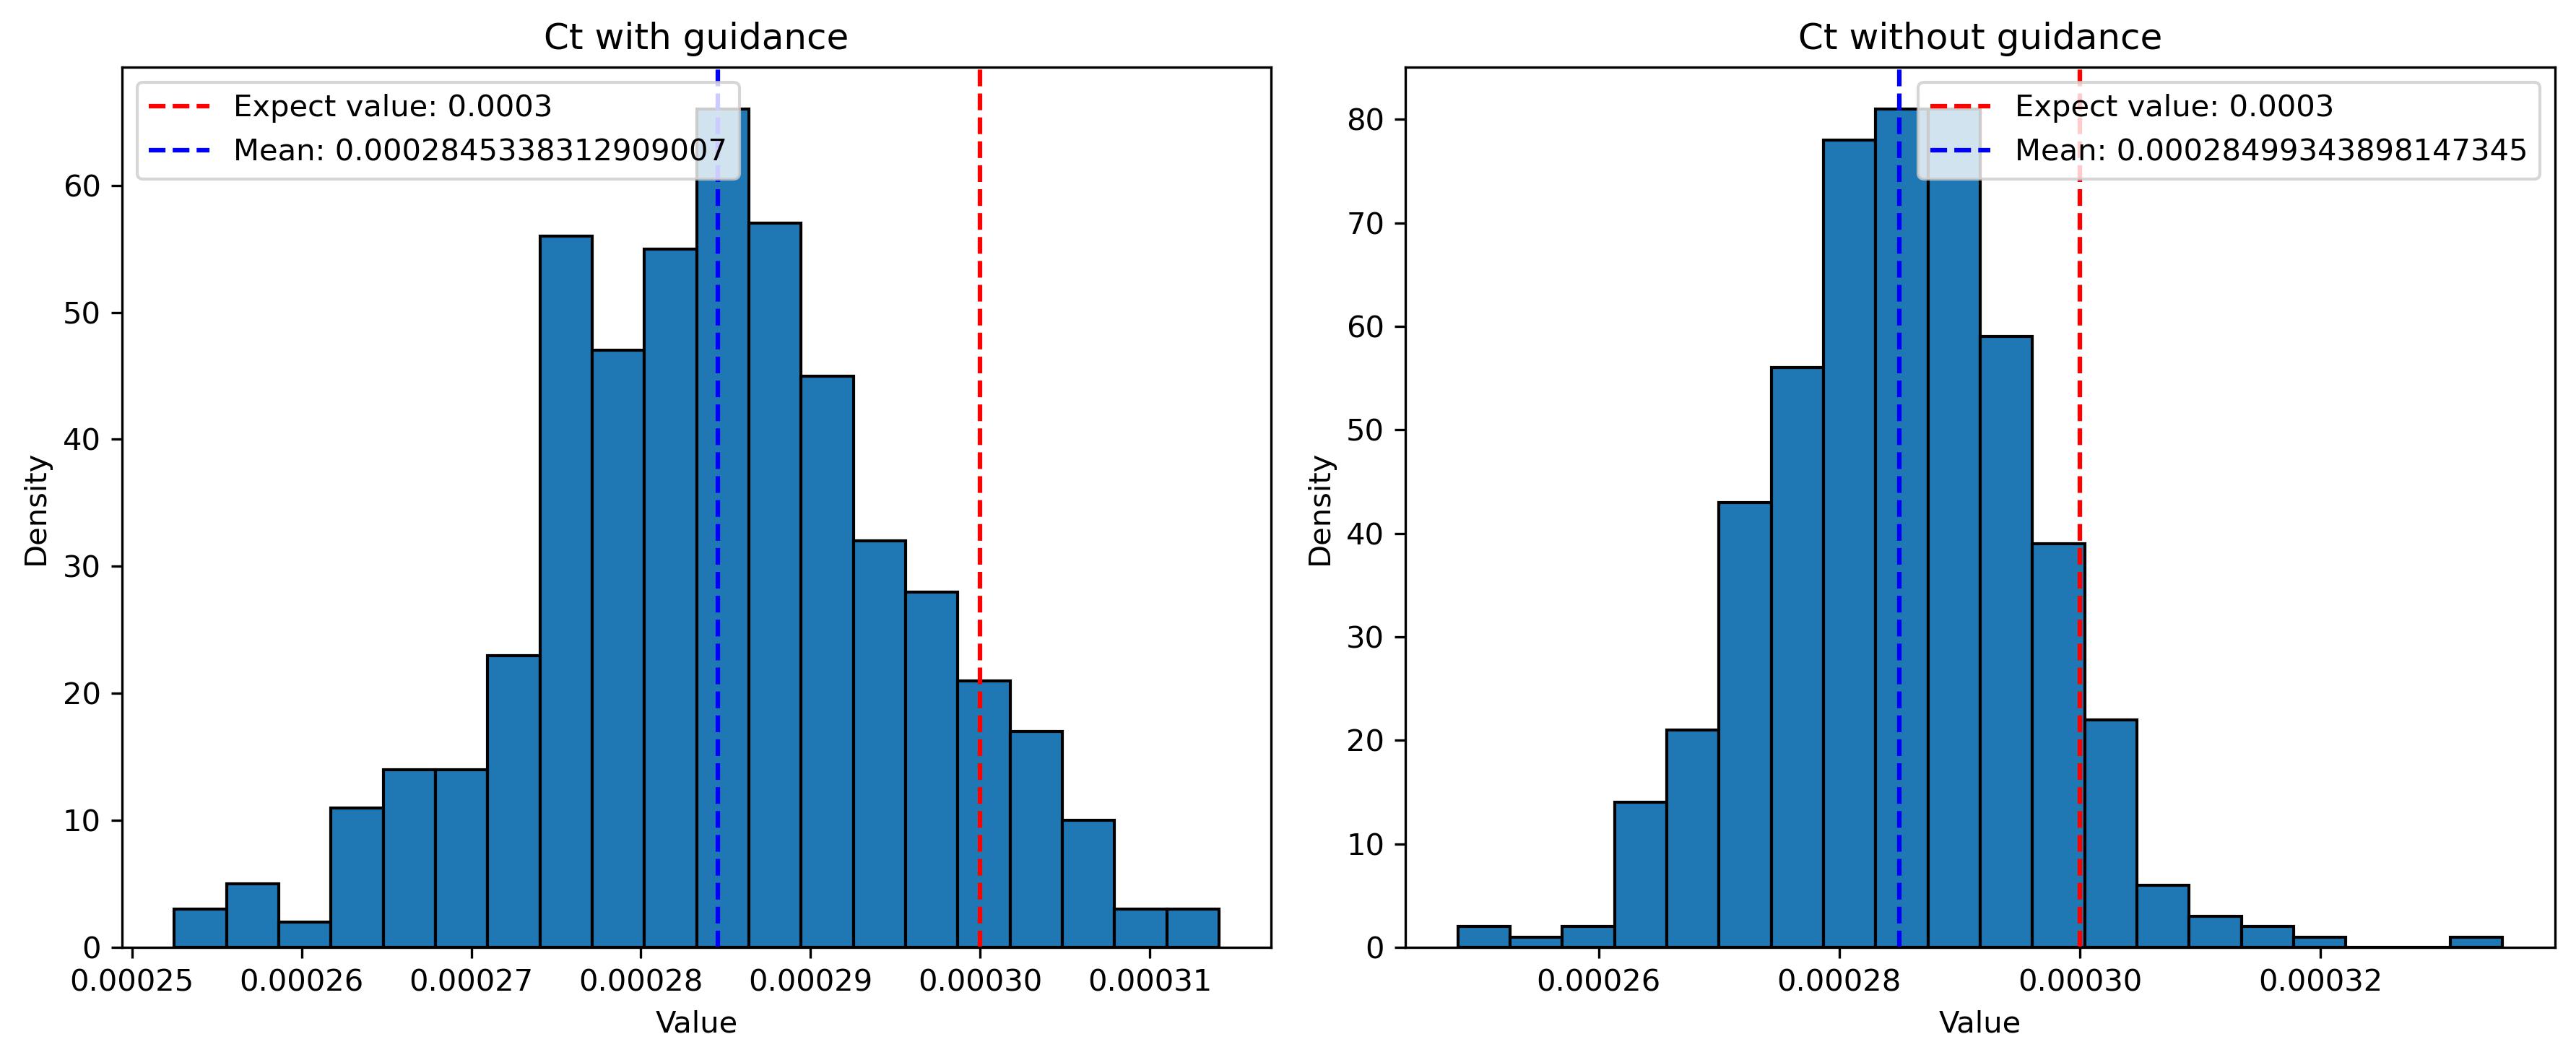 Ct with guidance
Expect value: 0.0003
Mean: 0.0002845338312909007
Density
0
10
20
30
40
50
60
0.00025
0.00026
0.00027
0.00028
0.00029
0.00030
0.00031
Value
Ct without guidance
Expect value: 0.0003
Mean: 0.00028499343898147345
Density
0
10
20
30
40
50
60
70
80
0.00026
0.00028
0.00030
0.00032
Value